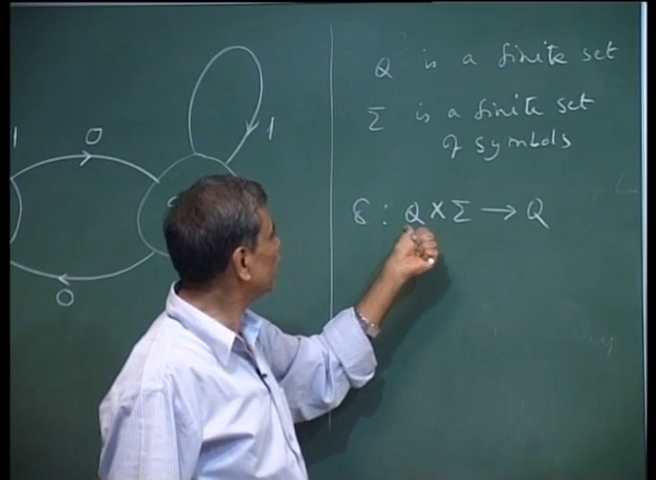 Q is a finite set
Σ is a finite set
of symbols
δ : Q × Σ → Q
1
0
1
0